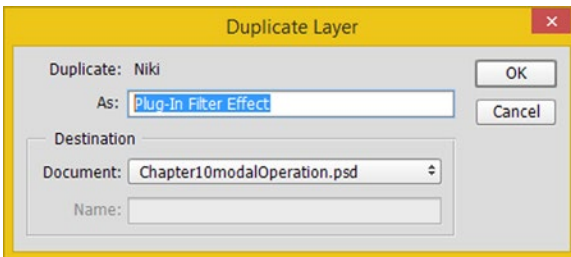 Duplicate Layer
Duplicate: Niki
OK
As: Plug-In Filter Effect
Cancel
Destination
Document: Chapter10modalOperation.psd
Name: